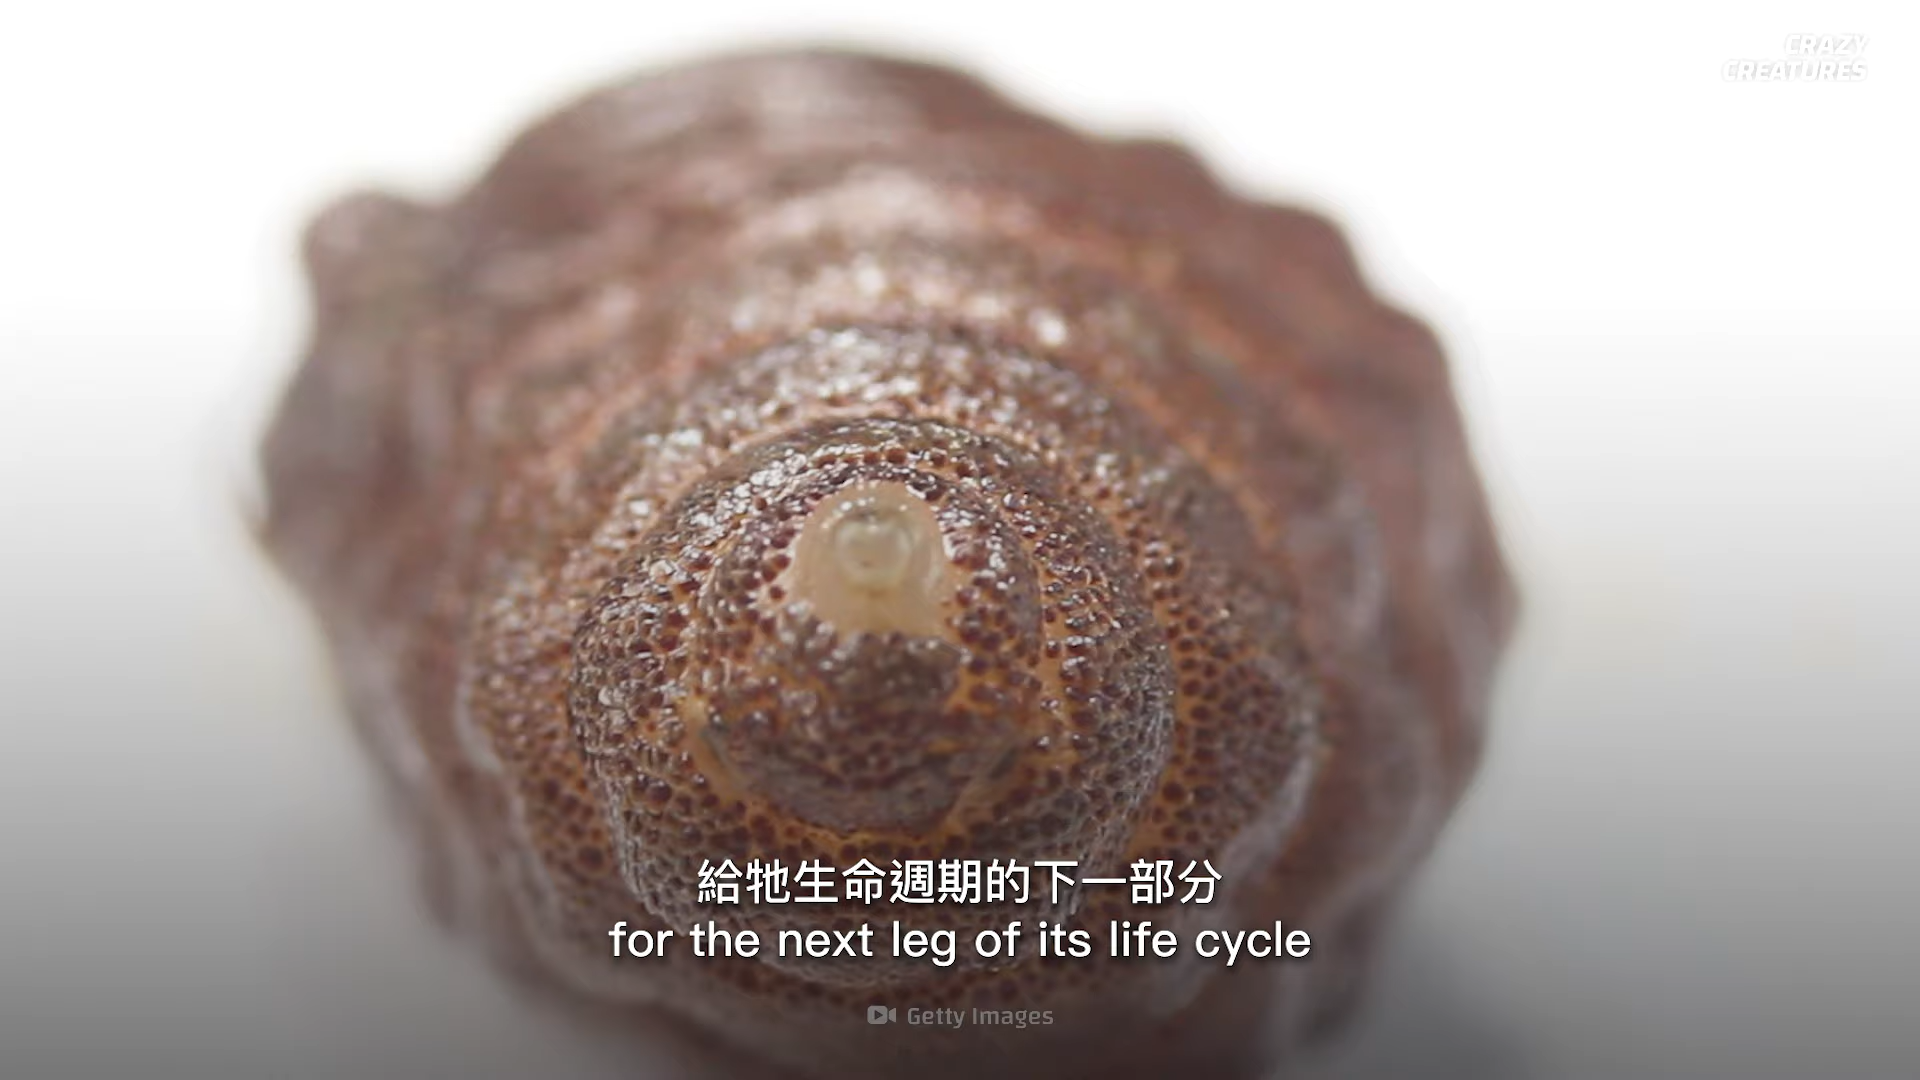 CRAZY
CREATURES
給牠生命週期的下一部分
for the next leg of its life cycle
Getty Images